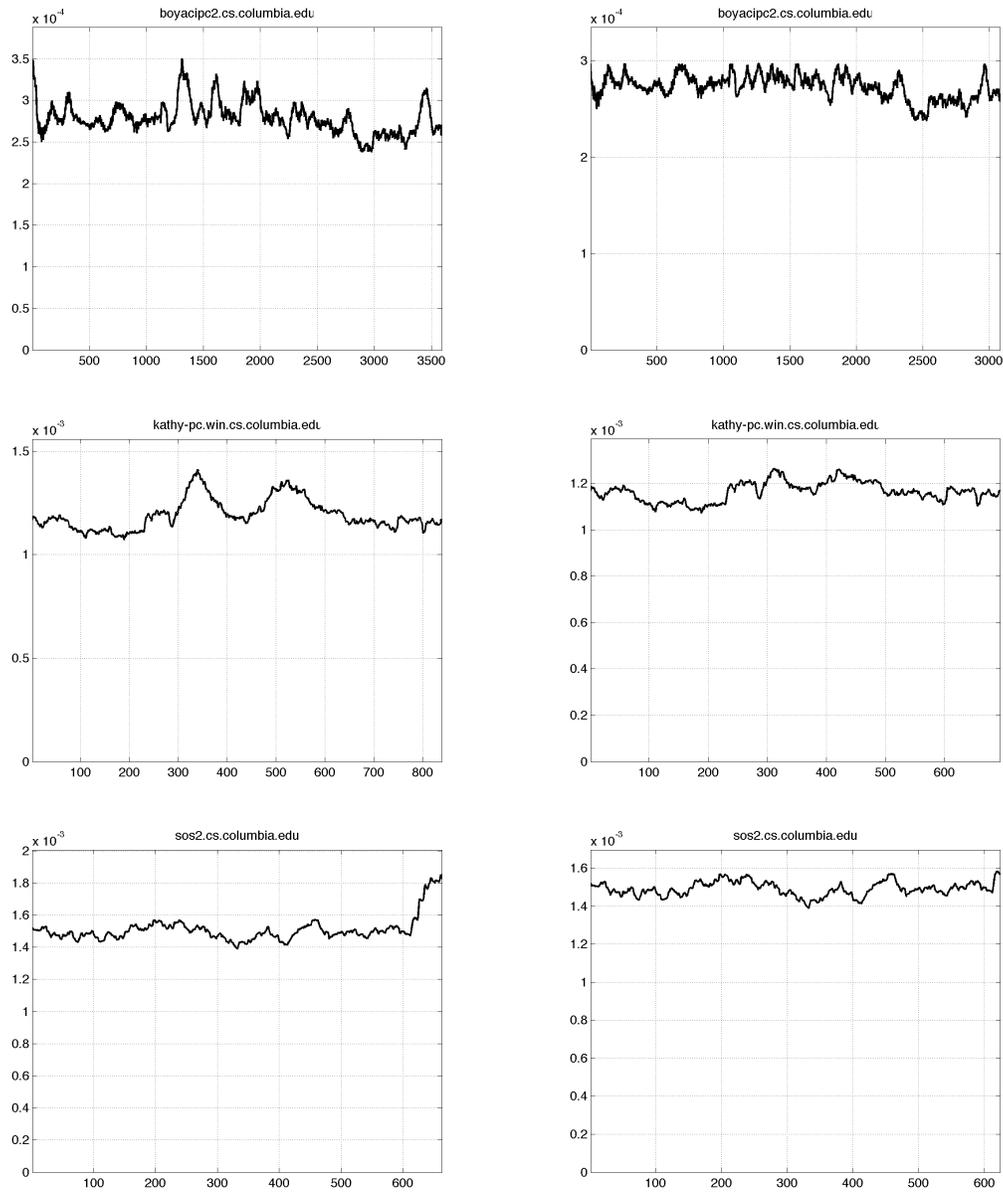 boyacipc2.cs.columbia.edu
x 10-4
3.5
3
2.5
2
1.5
1
0.5
0
500 1000 1500 2000 2500 3000 3500
boyacipc2.cs.columbia.edu
x 10-4
3
2
1
0
500 1000 1500 2000 2500 3000
kathy-pc.win.cs.columbia.edu
x 10-3
1.5
1
0.5
0
100 200 300 400 500 600 700 800
kathy-pc.win.cs.columbia.edu
x 10-3
1.2
1
0.8
0.6
0.4
0.2
0
100 200 300 400 500 600
sos2.cs.columbia.edu
x 10-3
2
1.8
1.6
1.4
1.2
1
0.8
0.6
0.4
0.2
0
100 200 300 400 500 600
sos2.cs.columbia.edu
x 10-3
1.6
1.4
1.2
1
0.8
0.6
0.4
0.2
0
100 200 300 400 500 600